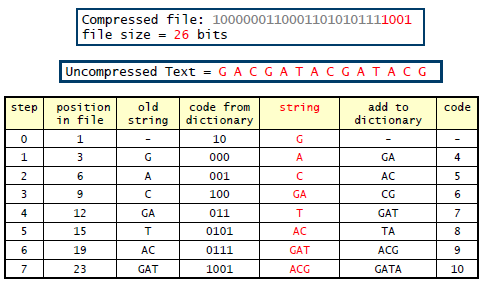 Compressed file: 10000001100011010101111001
file size = 26 bits
Uncompressed Text = G A C G A T A C G A T A C G
step position in file old string code from dictionary string add to dictionary code
0 1 – 10 G – –
1 3 G 000 A GA 4
2 6 A 001 C AC 5
3 9 C 100 GA CG 6
4 12 GA 011 T GAT 7
5 15 T 0101 AC TA 8
6 19 AC 0111 GAT ACG 9
7 23 GAT 1001 ACG GATA 10